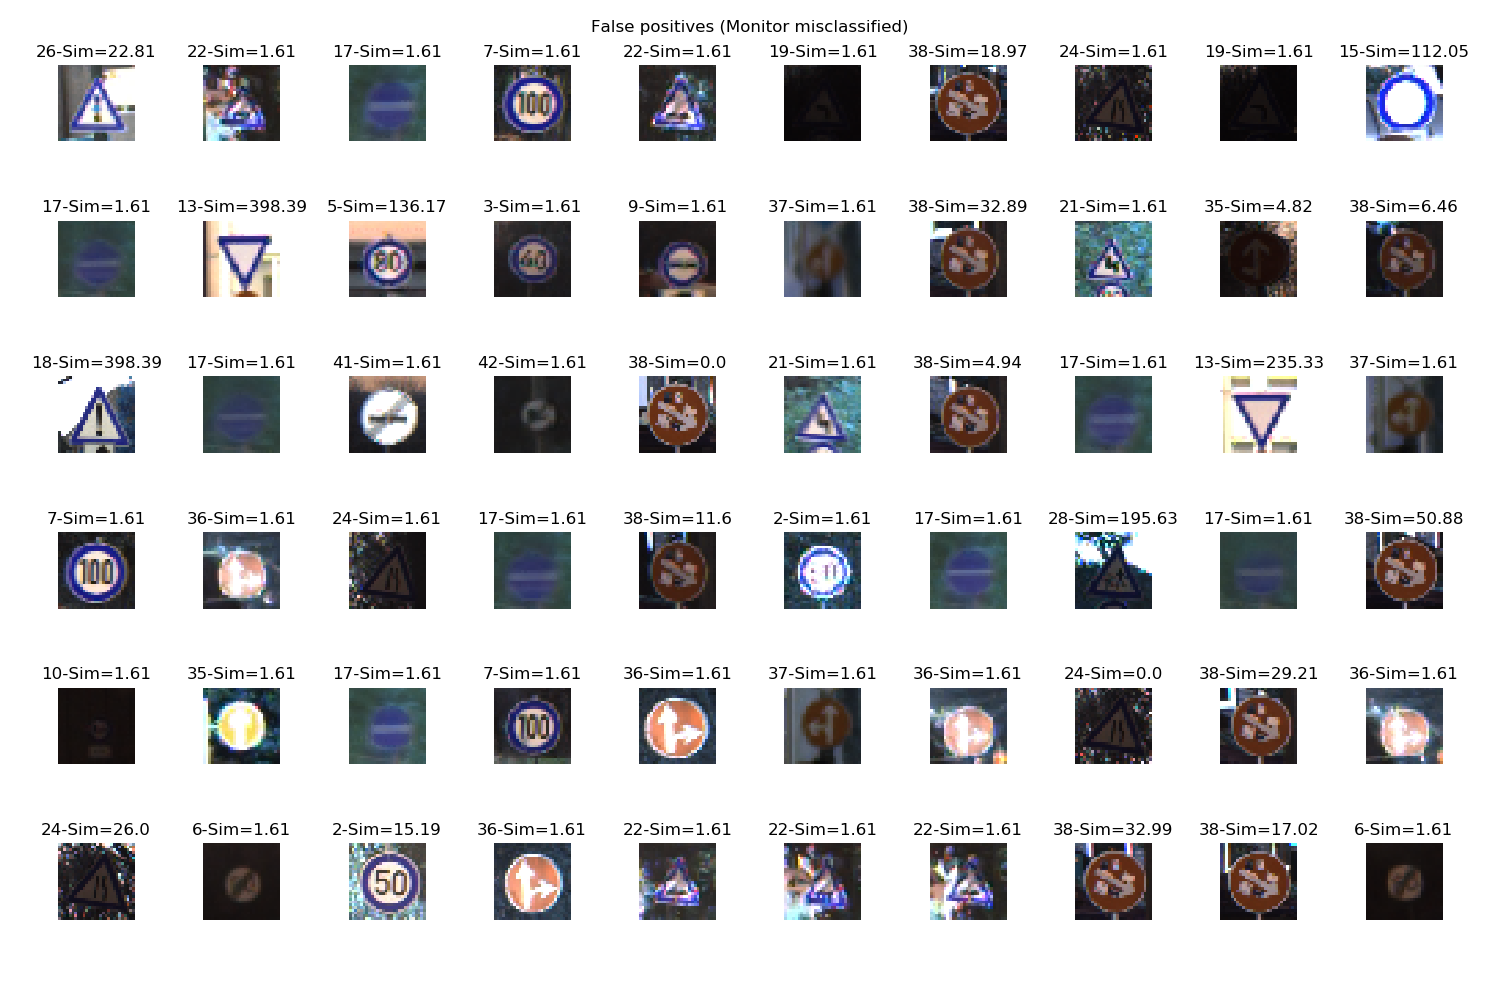 False positives (Monitor misclassified)
26-Sim=22.81 22-Sim=1.61 17-Sim=1.61 7-Sim=1.61 22-Sim=1.61 19-Sim=1.61 38-Sim=18.97 24-Sim=1.61 19-Sim=1.61 15-Sim=112.05
100
17-Sim=1.61 13-Sim=398.39 5-Sim=136.17 3-Sim=1.61 9-Sim=1.61 37-Sim=1.61 38-Sim=32.89 21-Sim=1.61 35-Sim=4.82 38-Sim=6.46
80 60
18-Sim=398.39 17-Sim=1.61 41-Sim=1.61 42-Sim=1.61 38-Sim=0.0 21-Sim=1.61 38-Sim=4.94 17-Sim=1.61 13-Sim=235.33 37-Sim=1.61
7-Sim=1.61 36-Sim=1.61 24-Sim=1.61 17-Sim=1.61 38-Sim=11.6 2-Sim=1.61 17-Sim=1.61 28-Sim=195.63 17-Sim=1.61 38-Sim=50.88
100
10-Sim=1.61 35-Sim=1.61 17-Sim=1.61 7-Sim=1.61 36-Sim=1.61 37-Sim=1.61 36-Sim=1.61 24-Sim=0.0 38-Sim=29.21 36-Sim=1.61
100
24-Sim=26.0 6-Sim=1.61 2-Sim=15.19 36-Sim=1.61 22-Sim=1.61 22-Sim=1.61 22-Sim=1.61 38-Sim=32.99 38-Sim=17.02 6-Sim=1.61
50